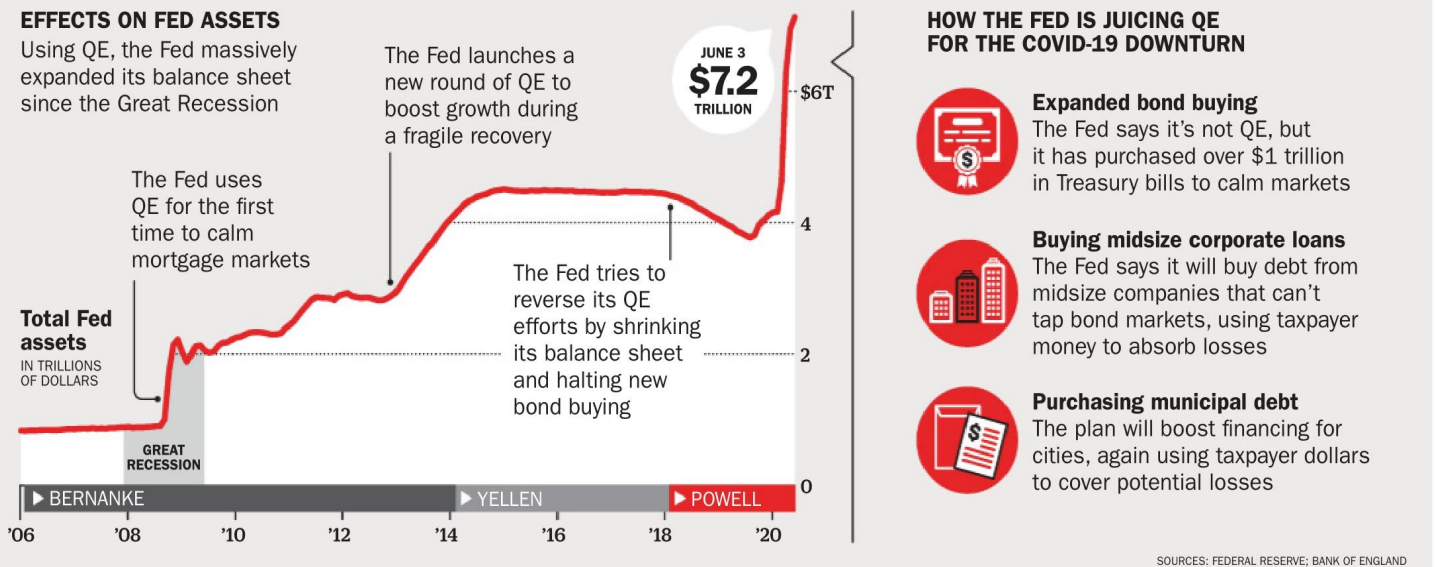 EFFECTS ON FED ASSETS
Using QE, the Fed massively
expanded its balance sheet
since the Great Recession
The Fed uses
QE for the first
time to calm
mortgage markets
The Fed launches a
new round of QE to
boost growth during
a fragile recovery
JUNE 3
$7.2
TRILLION
The Fed tries to
reverse its QE
efforts by shrinking
its balance sheet
and halting new
bond buying
Total Fed
assets
IN TRILLIONS
OF DOLLARS
GREAT
RECESSION
$6T
4
2
0
BERNANKE
YELLEN
POWELL
'06
'08
'10
'12
'14
'16
'18
'20
HOW THE FED IS JUICING QE
FOR THE COVID-19 DOWNTURN
$
Expanded bond buying
The Fed says it's not QE, but
it has purchased over $1 trillion
in Treasury bills to calm markets
Buying midsize corporate loans
The Fed says it will buy debt from
midsize companies that can't
tap bond markets, using taxpayer
money to absorb losses
$
Purchasing municipal debt
The plan will boost financing for
cities, again using taxpayer dollars
to cover potential losses
SOURCES: FEDERAL RESERVE; BANK OF ENGLAND